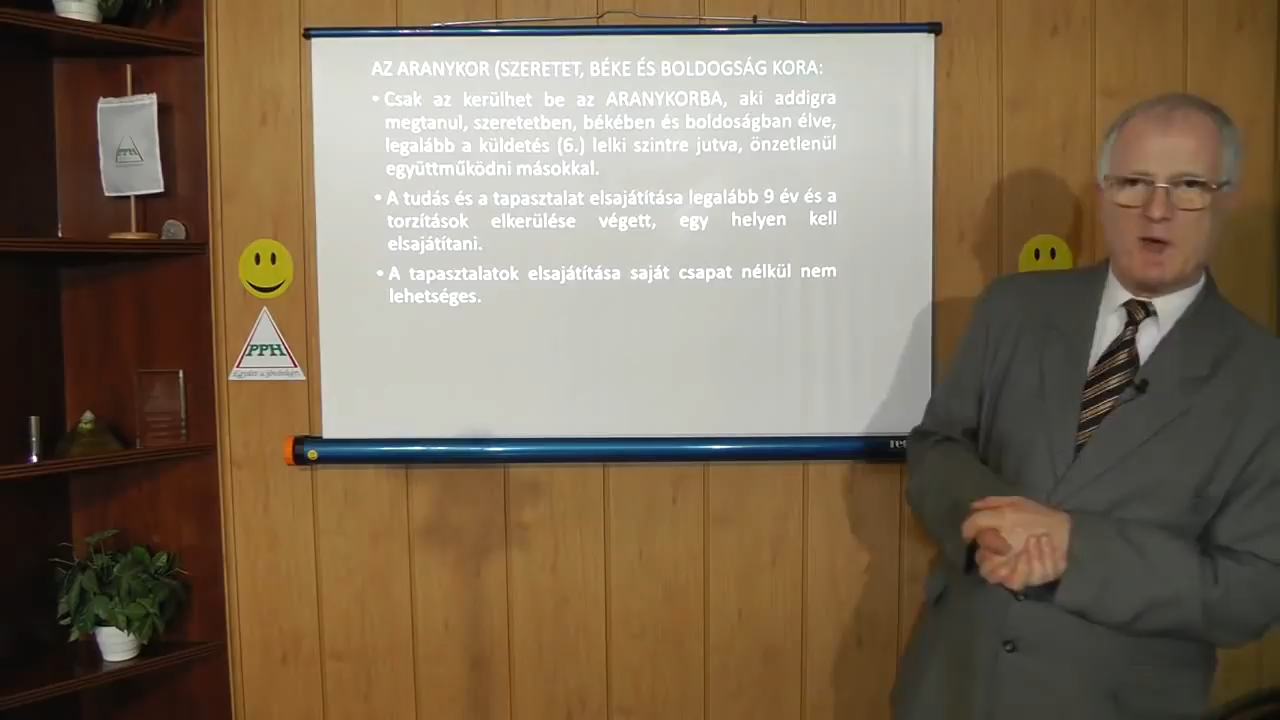 AZ ARANYKOR (SZERETET, BÉKE ÉS BOLDOGSÁG KORA:
• Csak az kerülhet be az ARANYKORBA, aki addigra
megtanul, szeretetben, békében és boldoságban élve,
legalább a küldetés (6.) lelki szintre jutva, önzetlenül
együttműködni másokkal.
• A tudás és a tapasztalat elsajátítása legalább 9 év és a
torzítások elkerülése végett, egy helyen kell
elsajátítani.
• A tapasztalatok elsajátítása saját csapat nélkül nem
lehetséges.
PPH
PPH